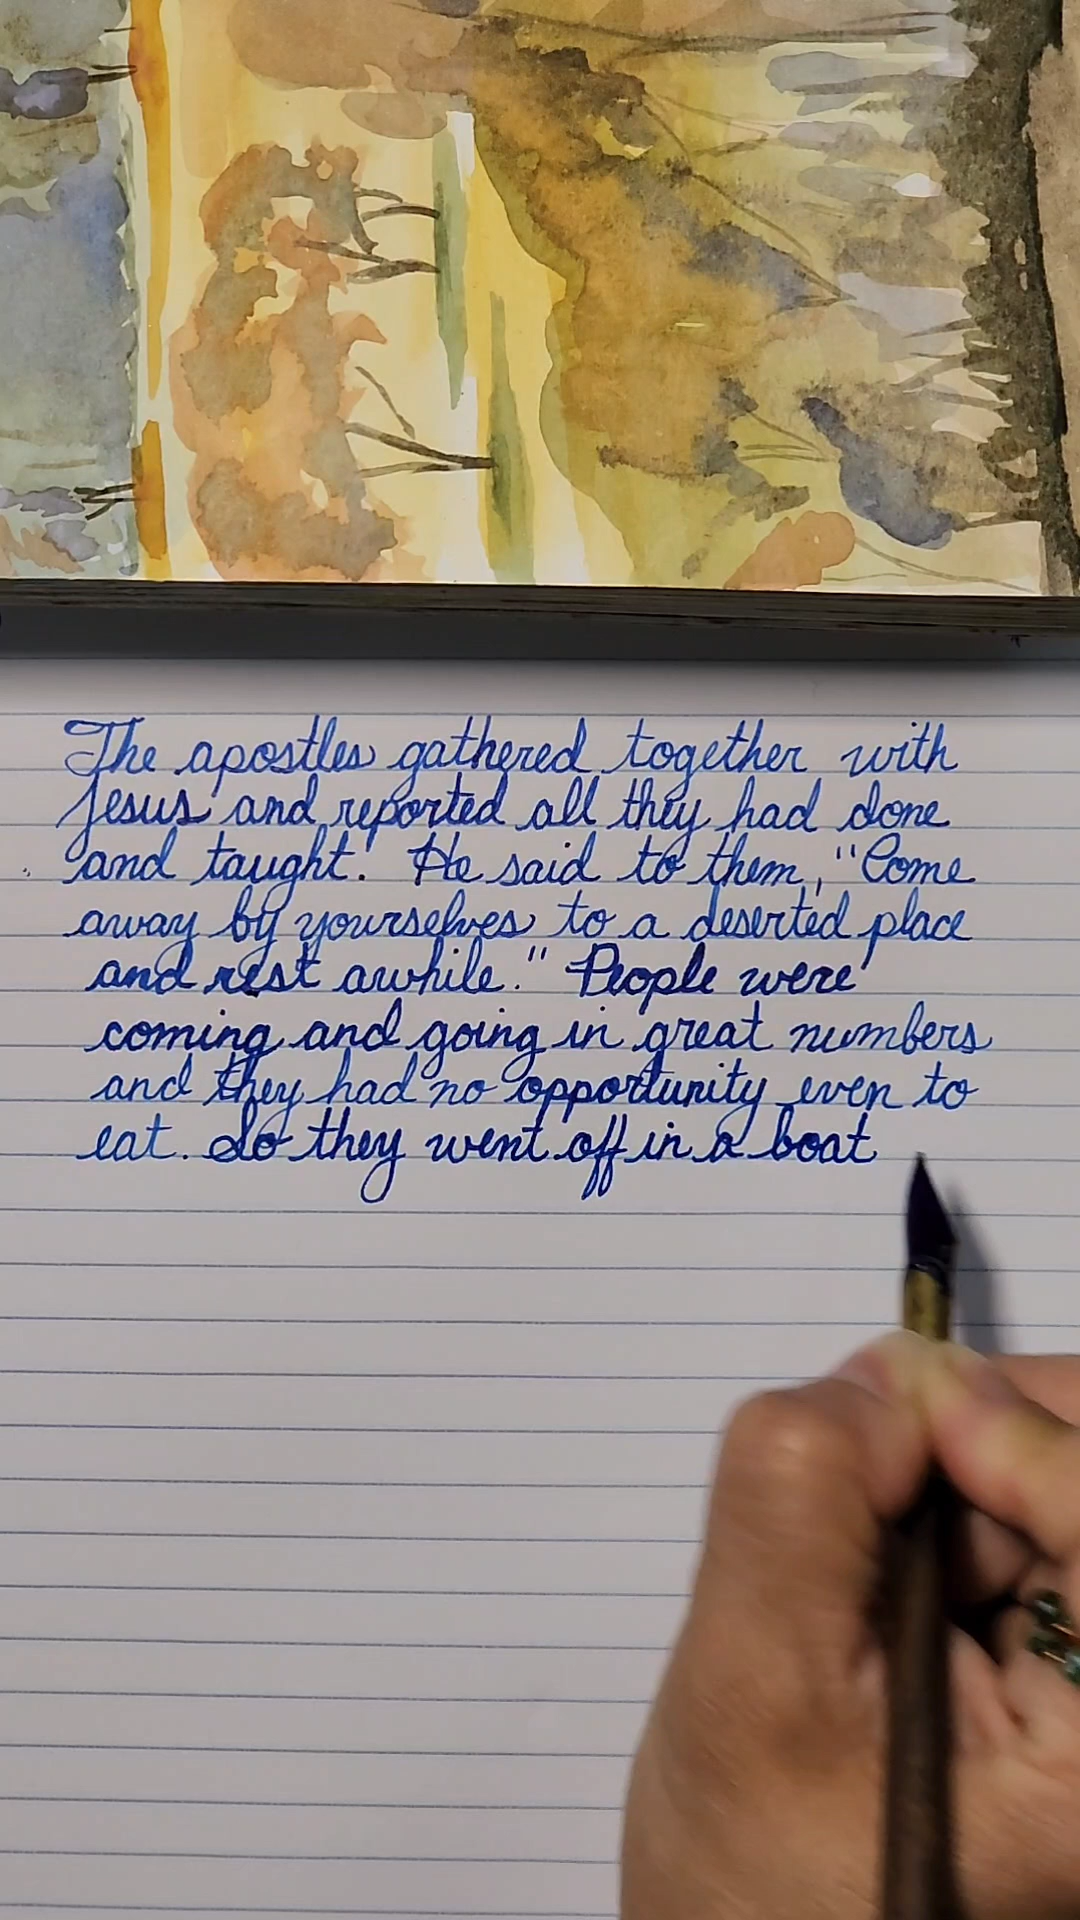 The apostles gathered together with
Jesus and reported all they had done
and taught. He said to them, "Come
away by yourselves to a deserted place
and rest awhile." People were
coming and going in great numbers
and they had no opportunity even to
eat. So they went off in a boat